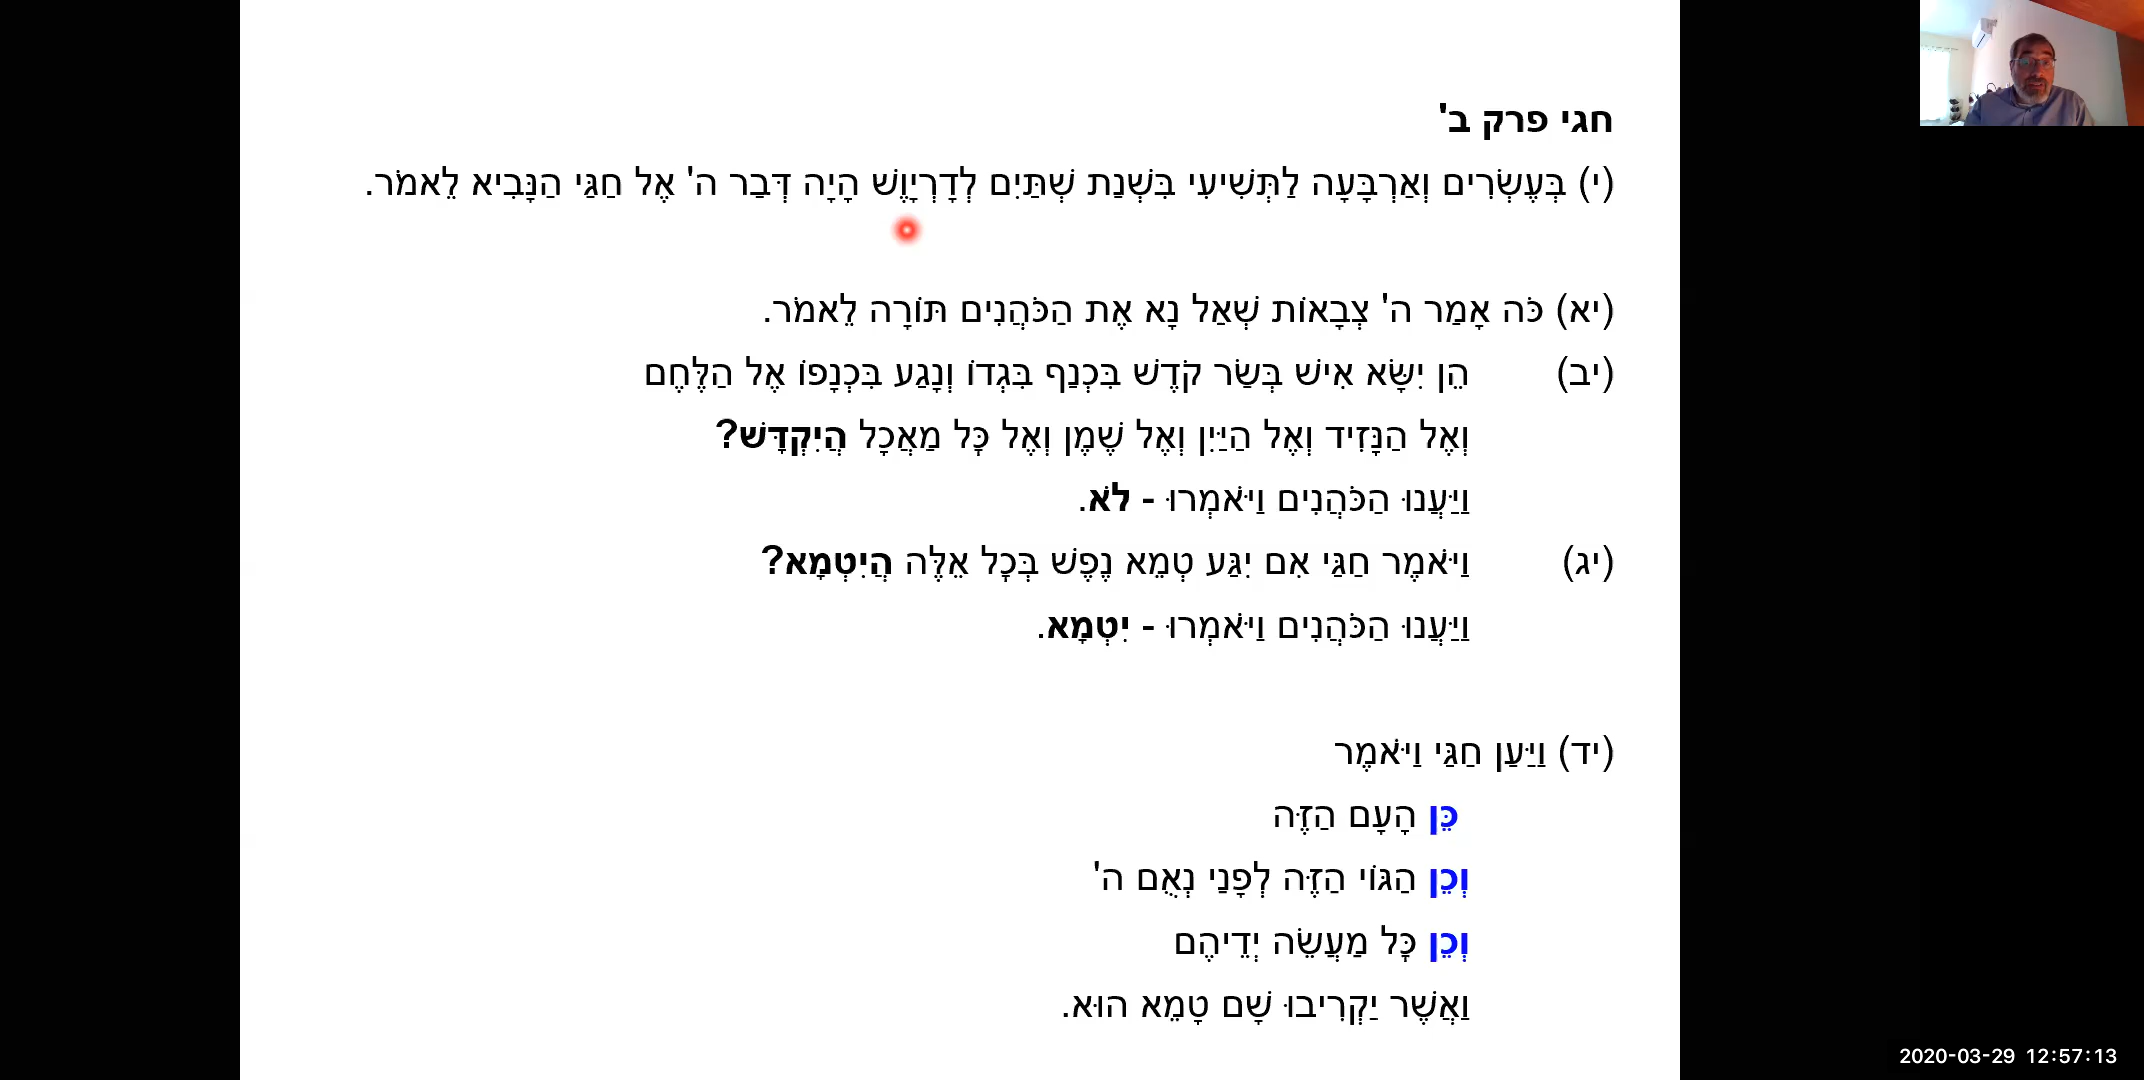 חגי פרק ב'
(י) בְּעֶשְׂרִים וְאַרְבָּעָה לַתְּשִׁיעִי בִּשְׁנַת שְׁתַּיִם לְדָרְיָוֶשׁ הָיָה דְּבַר ה' אֶל חַגַּי הַנָּבִיא לֵאמֹר.
(יא) כֹּה אָמַר ה' צְבָאוֹת שְׁאַל נָא אֶת הַכֹּהֲנִים תּוֹרָה לֵאמֹר.
(יב) הֵן יִשָּׂא אִישׁ בְּשַׂר קֹדֶשׁ בִּכְנַף בִּגְדוֹ וְנָגַע בִּכְנָפוֹ אֶל הַלֶּחֶם
וְאֶל הַנָּזִיד וְאֶל הַיַּיִן וְאֶל שֶׁמֶן וְאֶל כָּל מַאֲכָל הֲיִקְדָּשׁ?
וַיַּעֲנוּ הַכֹּהֲנִים וַיֹּאמְרוּ - לֹא.
(יג) וַיֹּאמֶר חַגַּי אִם יִגַּע טְמֵא נֶפֶשׁ בְּכָל אֵלֶּה הֲיִטְמָא?
וַיַּעֲנוּ הַכֹּהֲנִים וַיֹּאמְרוּ - יִטְמָא.
(יד) וַיַּעַן חַגַּי וַיֹּאמֶר
כֵּן הָעָם הַזֶּה
וְכֵן הַגּוֹי הַזֶּה לְפָנַי נְאֻם ה'
וְכֵן כָּל מַעֲשֵׂה יְדֵיהֶם
וַאֲשֶׁר יַקְרִיבוּ שָׁם טָמֵא הוּא.
2020-03-29 12:57:13